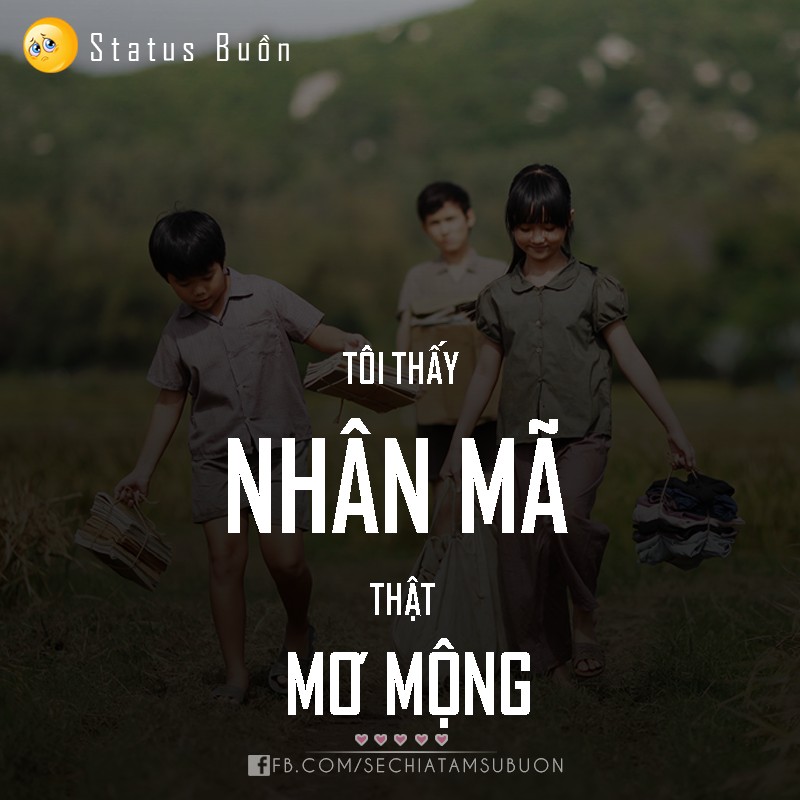 Status Buồn
TÔI THẤY
NHÂN MÃ
THẬT
MƠ MỘNG
FB.COM/SECHIATAMSUBUON